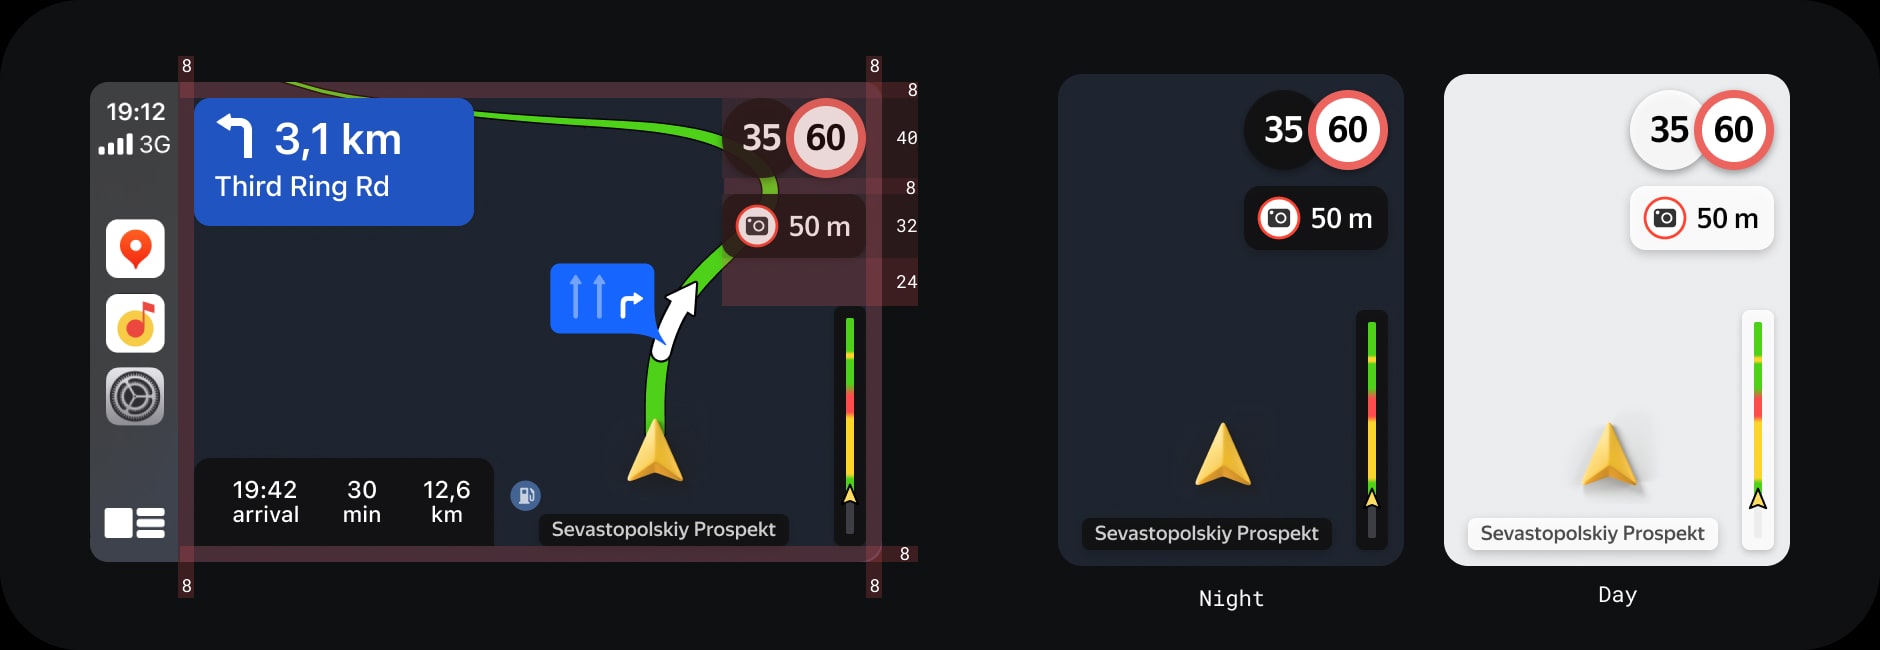 8
8
8
19:12
3G
3,1 km
Third Ring Rd
35
60
40
8
50 m
32
24
19:42
arrival
30
min
12,6
km
Sevastopolskiy Prospekt
8
8
8
35
60
50 m
Sevastopolskiy Prospekt
Night
35
60
50 m
Sevastopolskiy Prospekt
Day